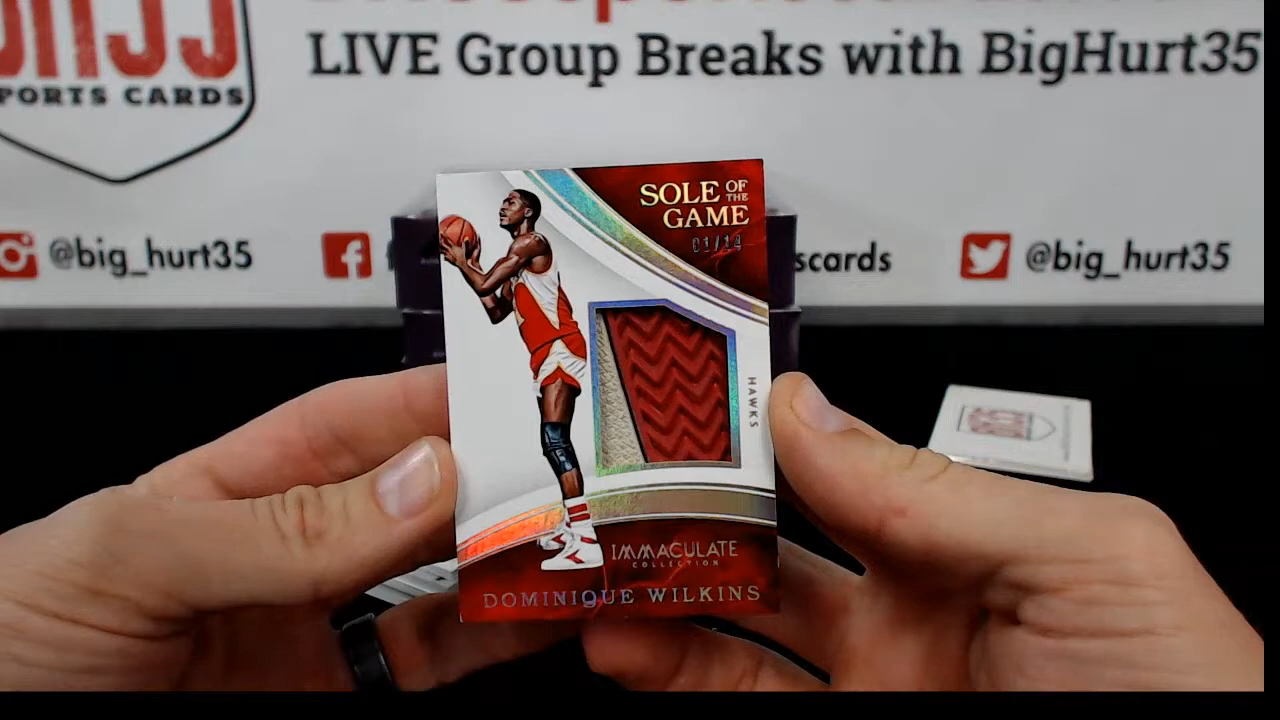 LIVE Group Breaks with BigHurt35
PORTS CARDS
@big_hurt35
scards
@big_hurt35
SOLE OF THE
GAME
01/14
HAWKS
IMMACULATE
COLLECTION
DOMINIQUE WILKINS